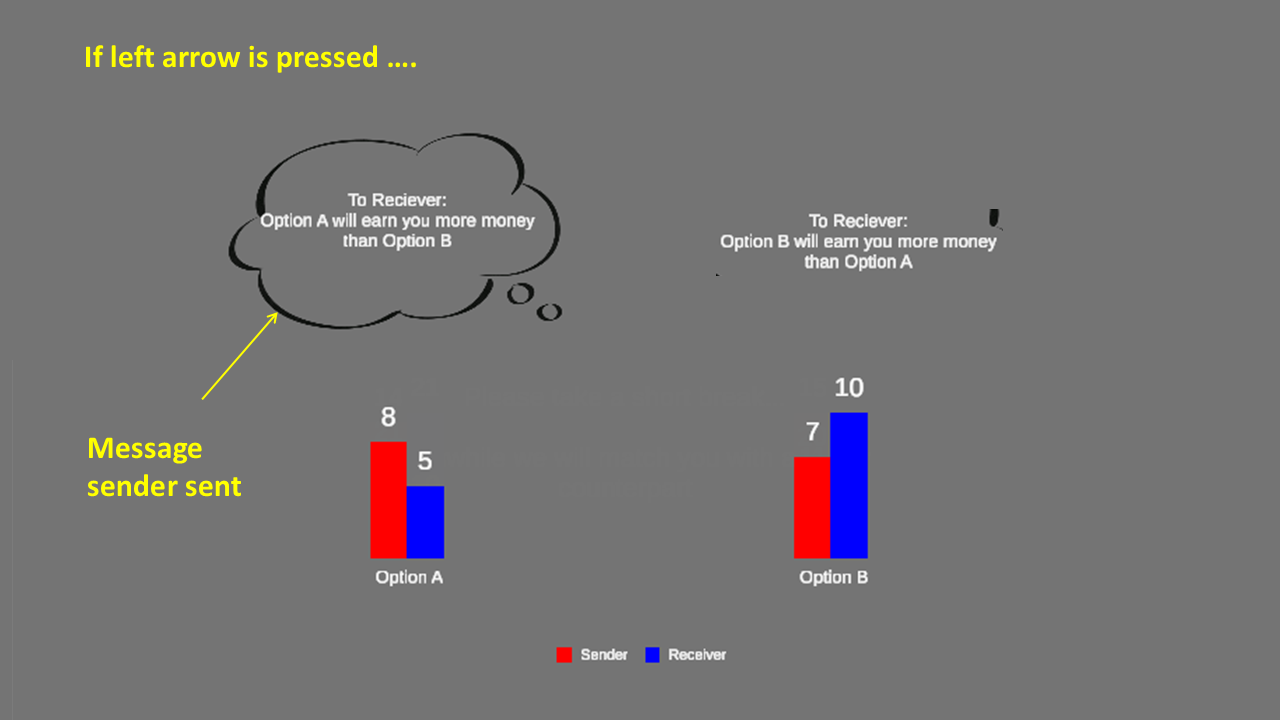 If left arrow is pressed ....
To Reciever:
Option A will earn you more money
than Option B
To Reciever:
Option B will earn you more money
than Option A
8
5
7
10
Message
sender sent
Option A
Option B
Sender
Receiver